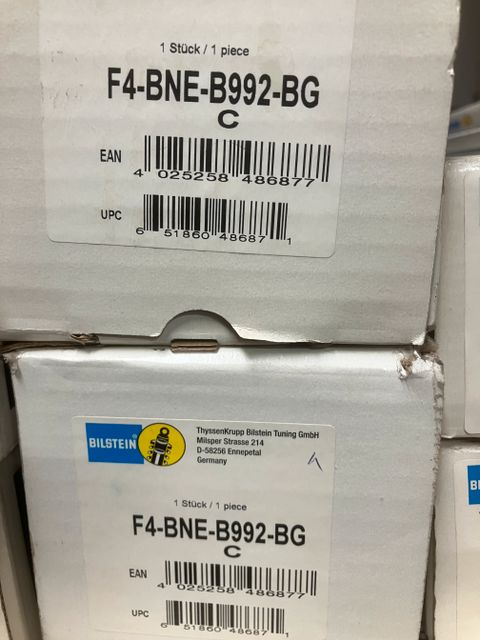 1 Stück / 1 piece
F4-BNE-B992-BG
C
EAN
4 025258 486877
UPC
6 51860 48687 1
BILSTEIN
ThyssenKrupp Bilstein Tuning GmbH
Milsper Strasse 214
D-58256 Ennepetal
Germany
1 Stück / 1 piece
F4-BNE-B992-BG
C
EAN
4 025258 486877
UPC
6 51860 48687 1